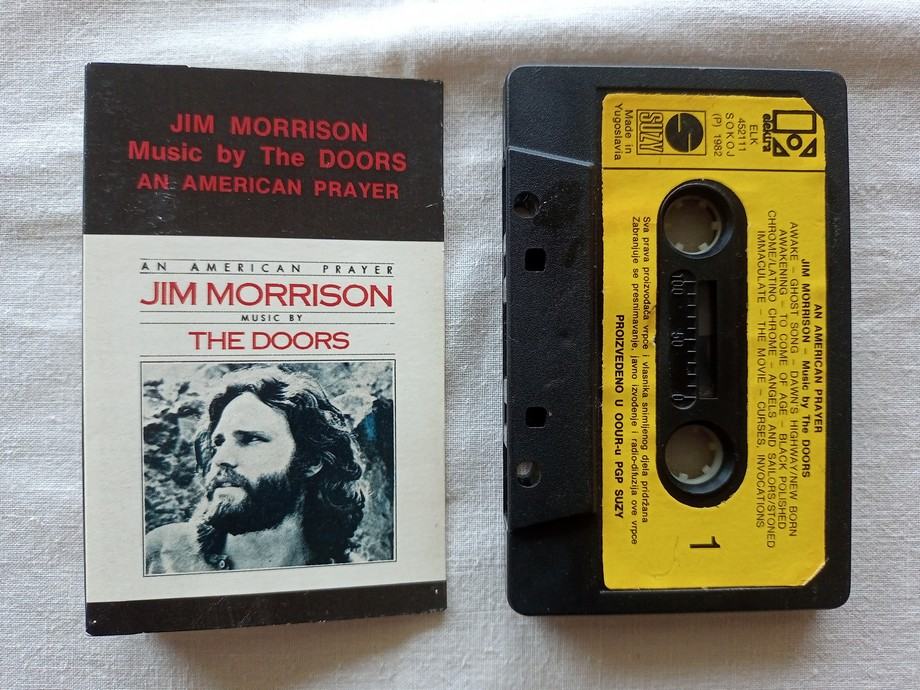 JIM MORRISON
Music by The DOORS
AN AMERICAN PRAYER
AN AMERICAN PRAYER
JIM MORRISON
MUSIC BY
THE DOORS
elektra
ELK
452111
SOKOJ
(P) 1982
SUZY
Made in
Yugoslavia
AN AMERICAN PRAYER
JIM MORRISON – Music by The DOORS
AWAKE – GHOST SONG – DAWN'S HIGHWAY/NEW BORN
AWAKENING – TO COME OF AGE – BLACK POLISHED
CHROME/LATINO CHROME – ANGELS AND SAILORS/STONED
IMMACULATE – THE MOVIE – CURSES, INVOCATIONS
100 50 0
1
Sva prava proizvođača vrpce i vlasnika snimljenog djela pridržana
Zabranjuje se presnimavanje, javno izvođenje i radio-difuzija ove vrpce
PROIZVEDENO U OOUR-u PGP SUZY